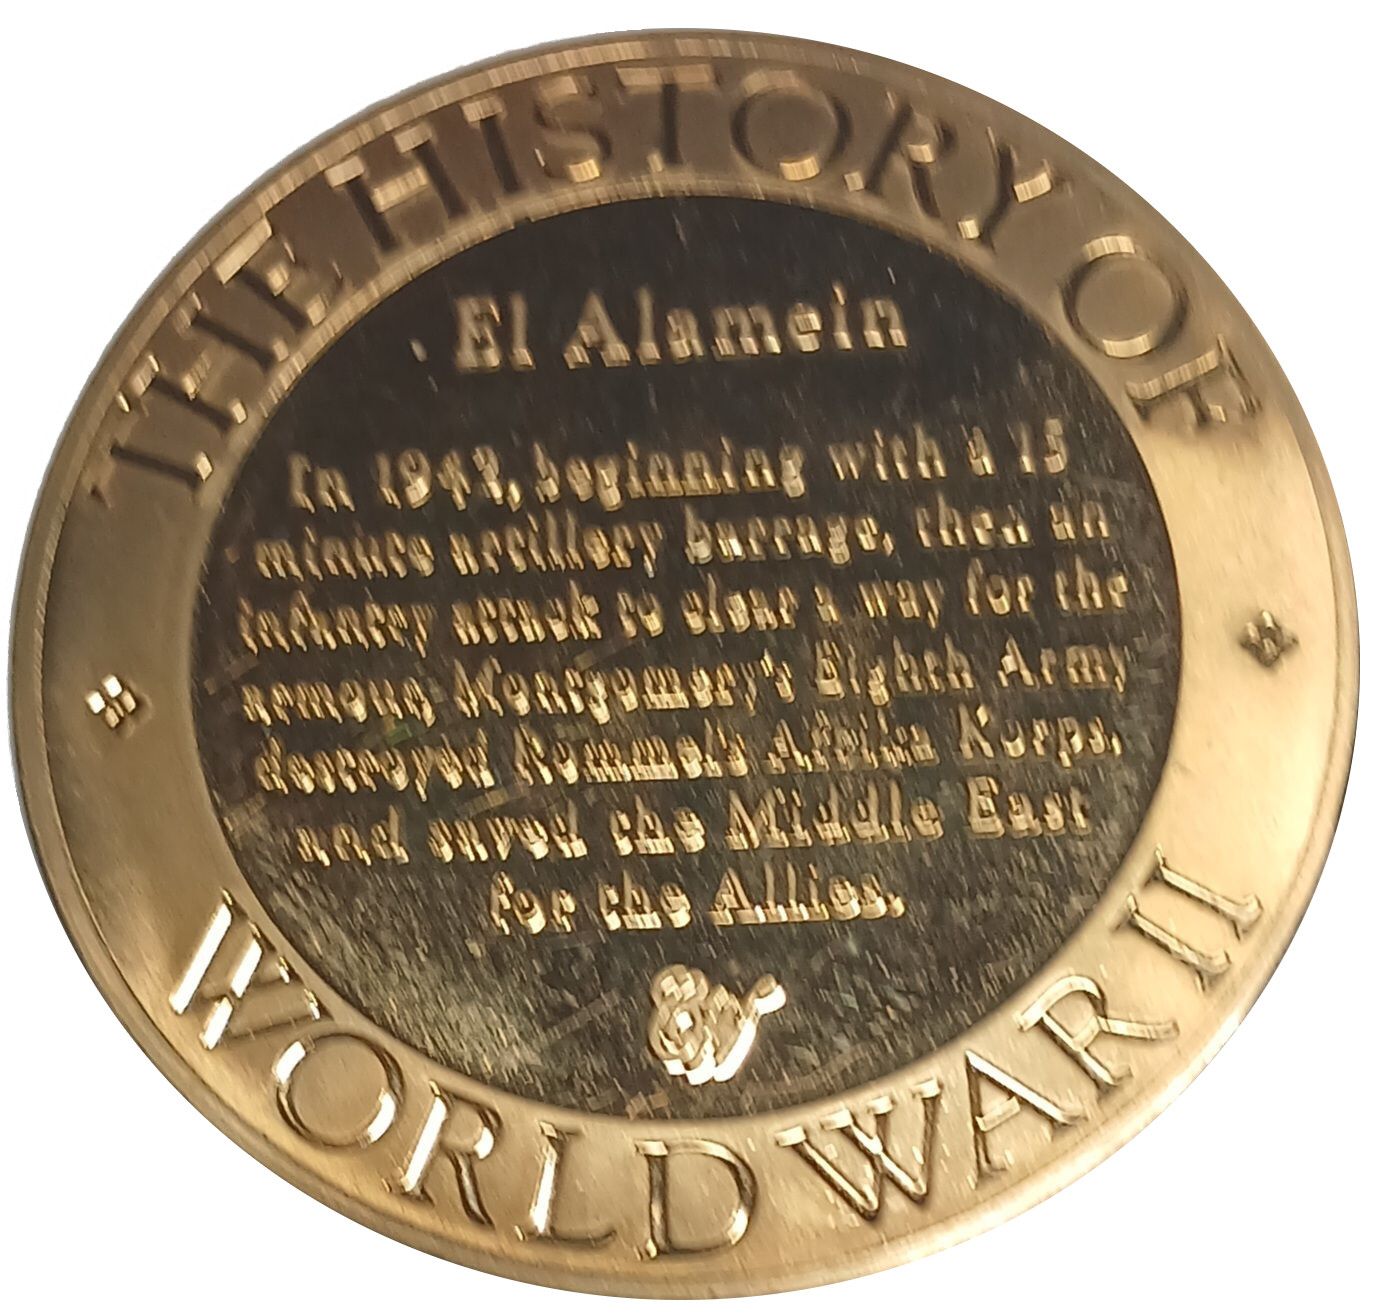 THE HISTORY OF
El Alamein
In 1942, beginning with a 15
minute artillery barrage, then an
infantry attack to clear a way for the
armour, Montgomery's Eighth Army
destroyed Rommel's Afrika Korps,
and saved the Middle East
for the Allies.
WORLD WAR II